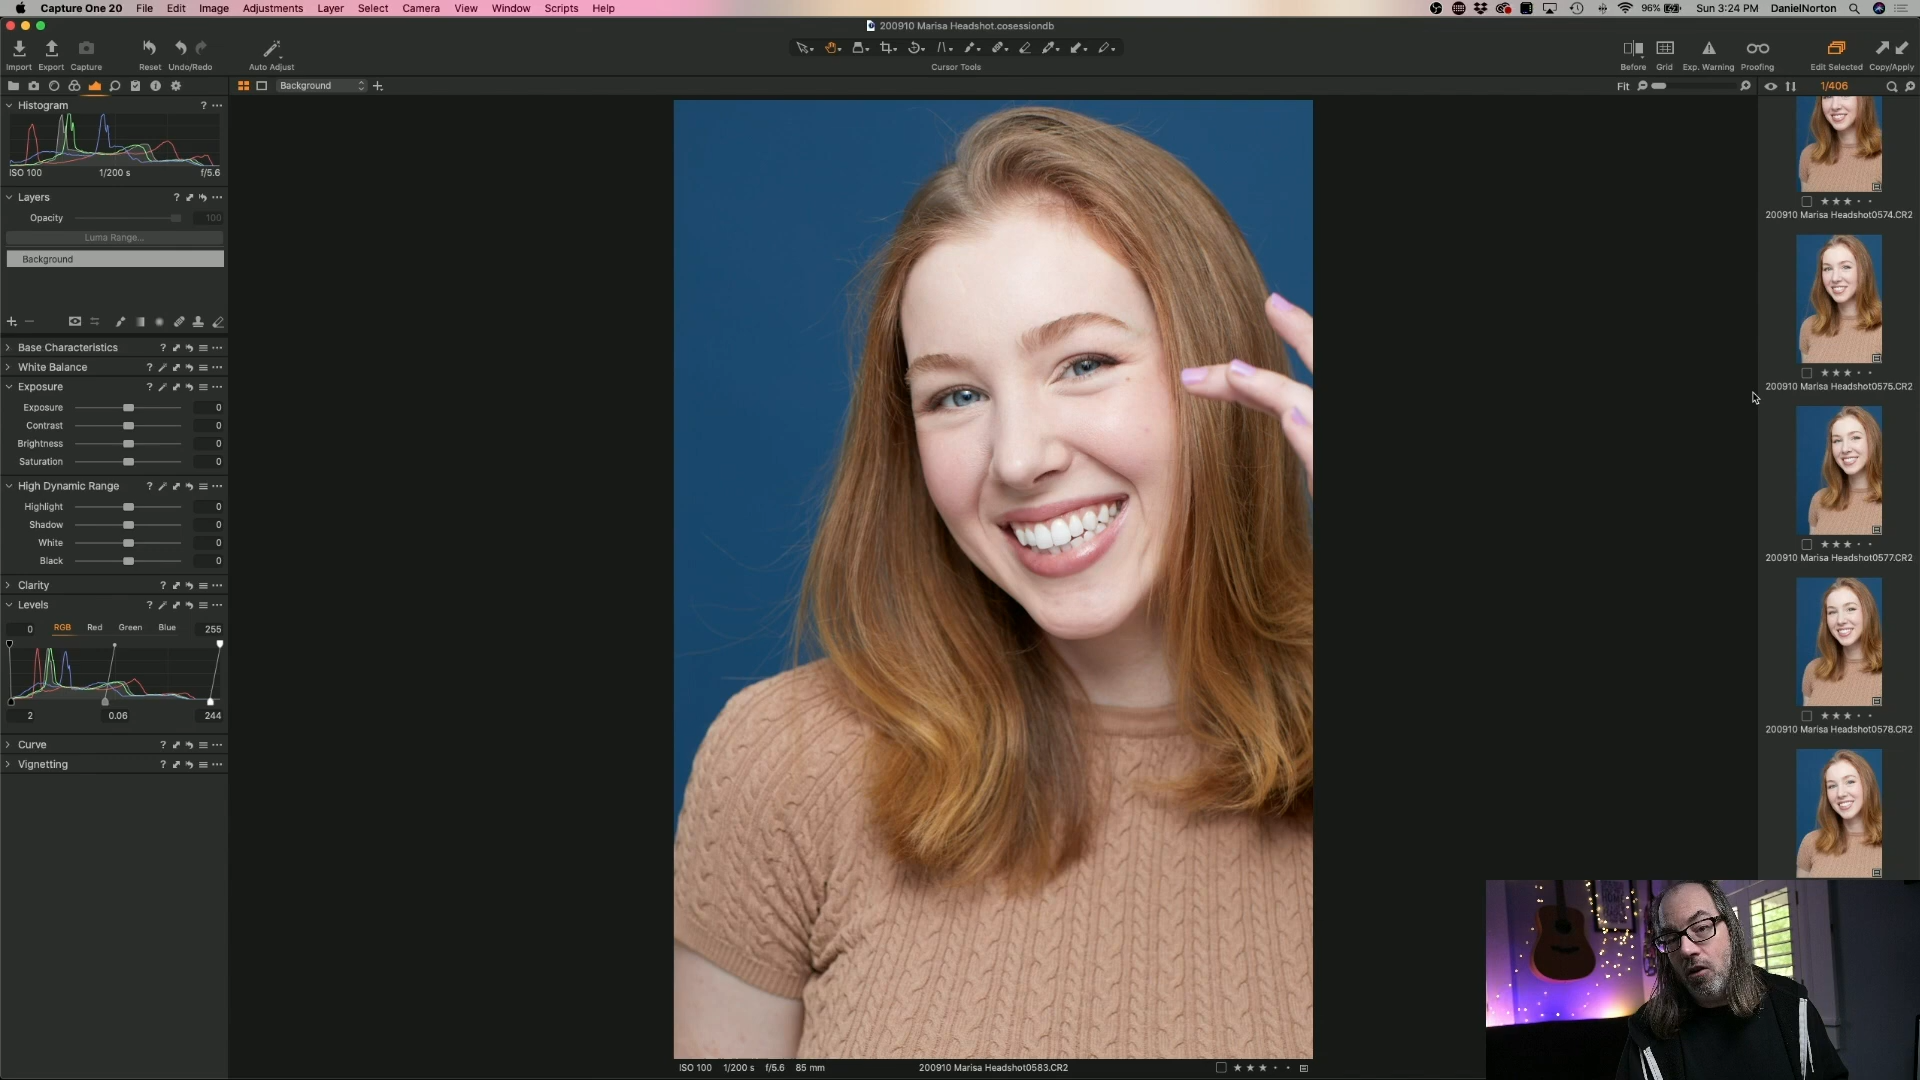 Capture One 20 File Edit Image Adjustments Layer Select Camera View Window Scripts Help 96% Sun 3:24 PM DanielNorton
200910 Marisa Headshot.cosessiondb
Import Export Capture Reset Undo/Redo Auto Adjust Cursor Tools Before Grid Exp. Warning Proofing Edit Selected Copy/Apply
Background Fit 1/406
Histogram
ISO 100 1/200 s f/5.6
Layers
Opacity 100
Luma Range...
Background
Base Characteristics
White Balance
Exposure
Exposure 0
Contrast 0
Brightness 0
Saturation 0
High Dynamic Range
Highlight 0
Shadow 0
White 0
Black 0
Clarity
Levels
0 RGB Red Green Blue 255
2 0.06 244
Curve
Vignetting
200910 Marisa Headshot0574.CR2
200910 Marisa Headshot0575.CR2
200910 Marisa Headshot0577.CR2
200910 Marisa Headshot0578.CR2
ISO 100 1/200 s f/5.6 85 mm 200910 Marisa Headshot0583.CR2